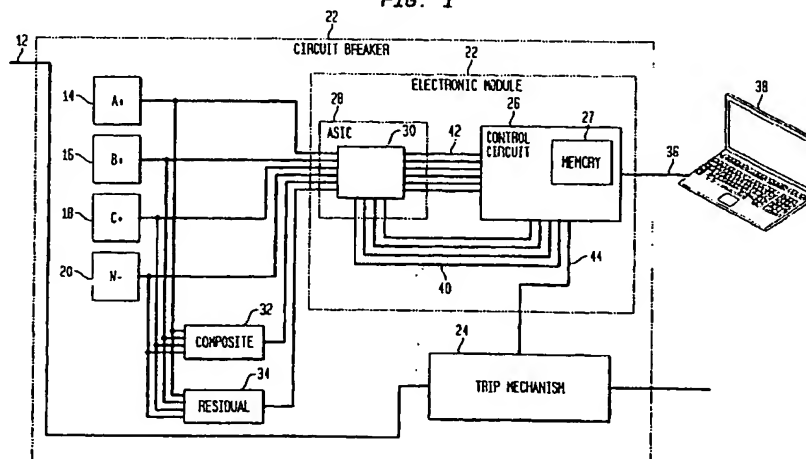 FIG. 1
22
12
CIRCUIT BREAKER
22
ELECTRONIC MODULE
14
A+
28
ASIC
30
42
26
CONTROL
CIRCUIT
27
MEMORY
38
36
16
B+
18
C+
20
N-
40
44
32
COMPOSITE
34
RESIDUAL
24
TRIP MECHANISM